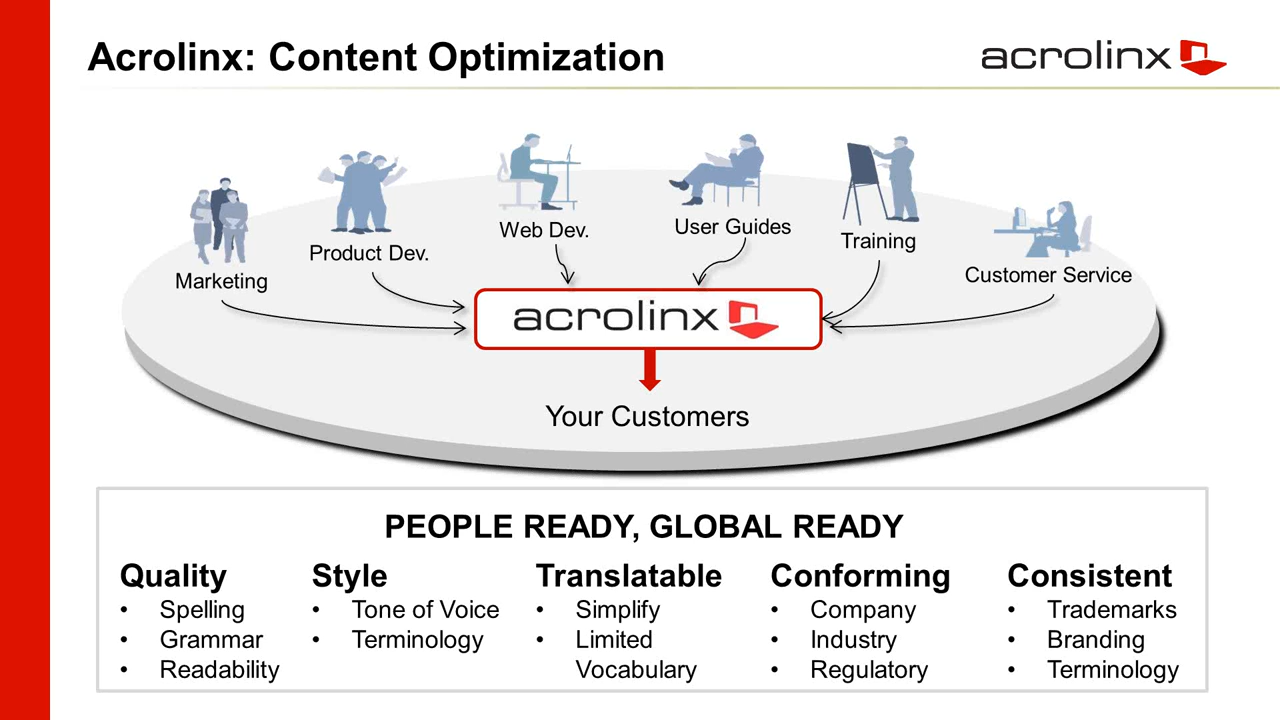 Acrolinx: Content Optimization
acrolinx
Marketing
Product Dev.
Web Dev.
User Guides
Training
Customer Service
acrolinx
Your Customers
PEOPLE READY, GLOBAL READY
Quality
• Spelling
• Grammar
• Readability
Style
• Tone of Voice
• Terminology
Translatable
• Simplify
• Limited
Vocabulary
Conforming
• Company
• Industry
• Regulatory
Consistent
• Trademarks
• Branding
• Terminology